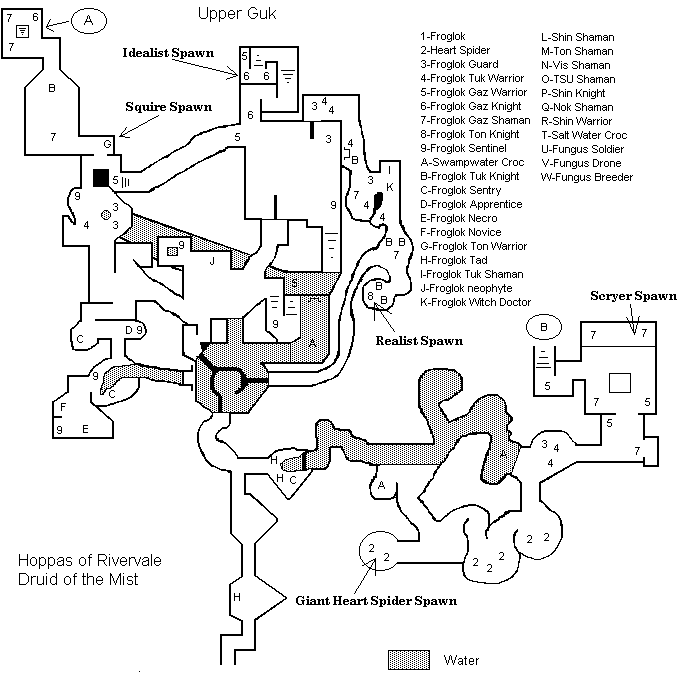 Upper Guk
7 6
A
7
B
7
G
Idealist Spawn
Squire Spawn
5
6 6
6
5
3 4
4
3
4
B
I
3
K
7
4
4
9
B B
7
B
8
B
Realist Spawn
1-Froglok
2-Heart Spider
3-Froglok Guard
4-Froglok Tuk Warrior
5-Froglok Gaz Warrior
6-Froglok Gaz Knight
7-Froglok Gaz Shaman
8-Froglok Ton Knight
9-Froglok Sentinel
A-Swampwater Croc
B-Froglok Tuk Knight
C-Froglok Sentry
D-Froglok Apprentice
E-Froglok Necro
F-Froglok Novice
G-Froglok Ton Warrior
H-Froglok Tad
I-Froglok Tuk Shaman
J-Froglok neophyte
K-Froglok Witch Doctor
L-Shin Shaman
M-Ton Shaman
N-Vis Shaman
O-TSU Shaman
P-Shin Knight
Q-Nok Shaman
R-Shin Warrior
T-Salt Water Croc
U-Fungus Soldier
V-Fungus Drone
W-Fungus Breeder
5
9
3
4
3
9
J
5
9
A
D 9
C
9
C
F
9 E
Scryer Spawn
B
7 7
5
7 5
5
7
H
H
C
A
A
3 4
4
2
2
2
2 2
2 2
H
Giant Heart Spider Spawn
Hoppas of Rivervale
Druid of the Mist
Water